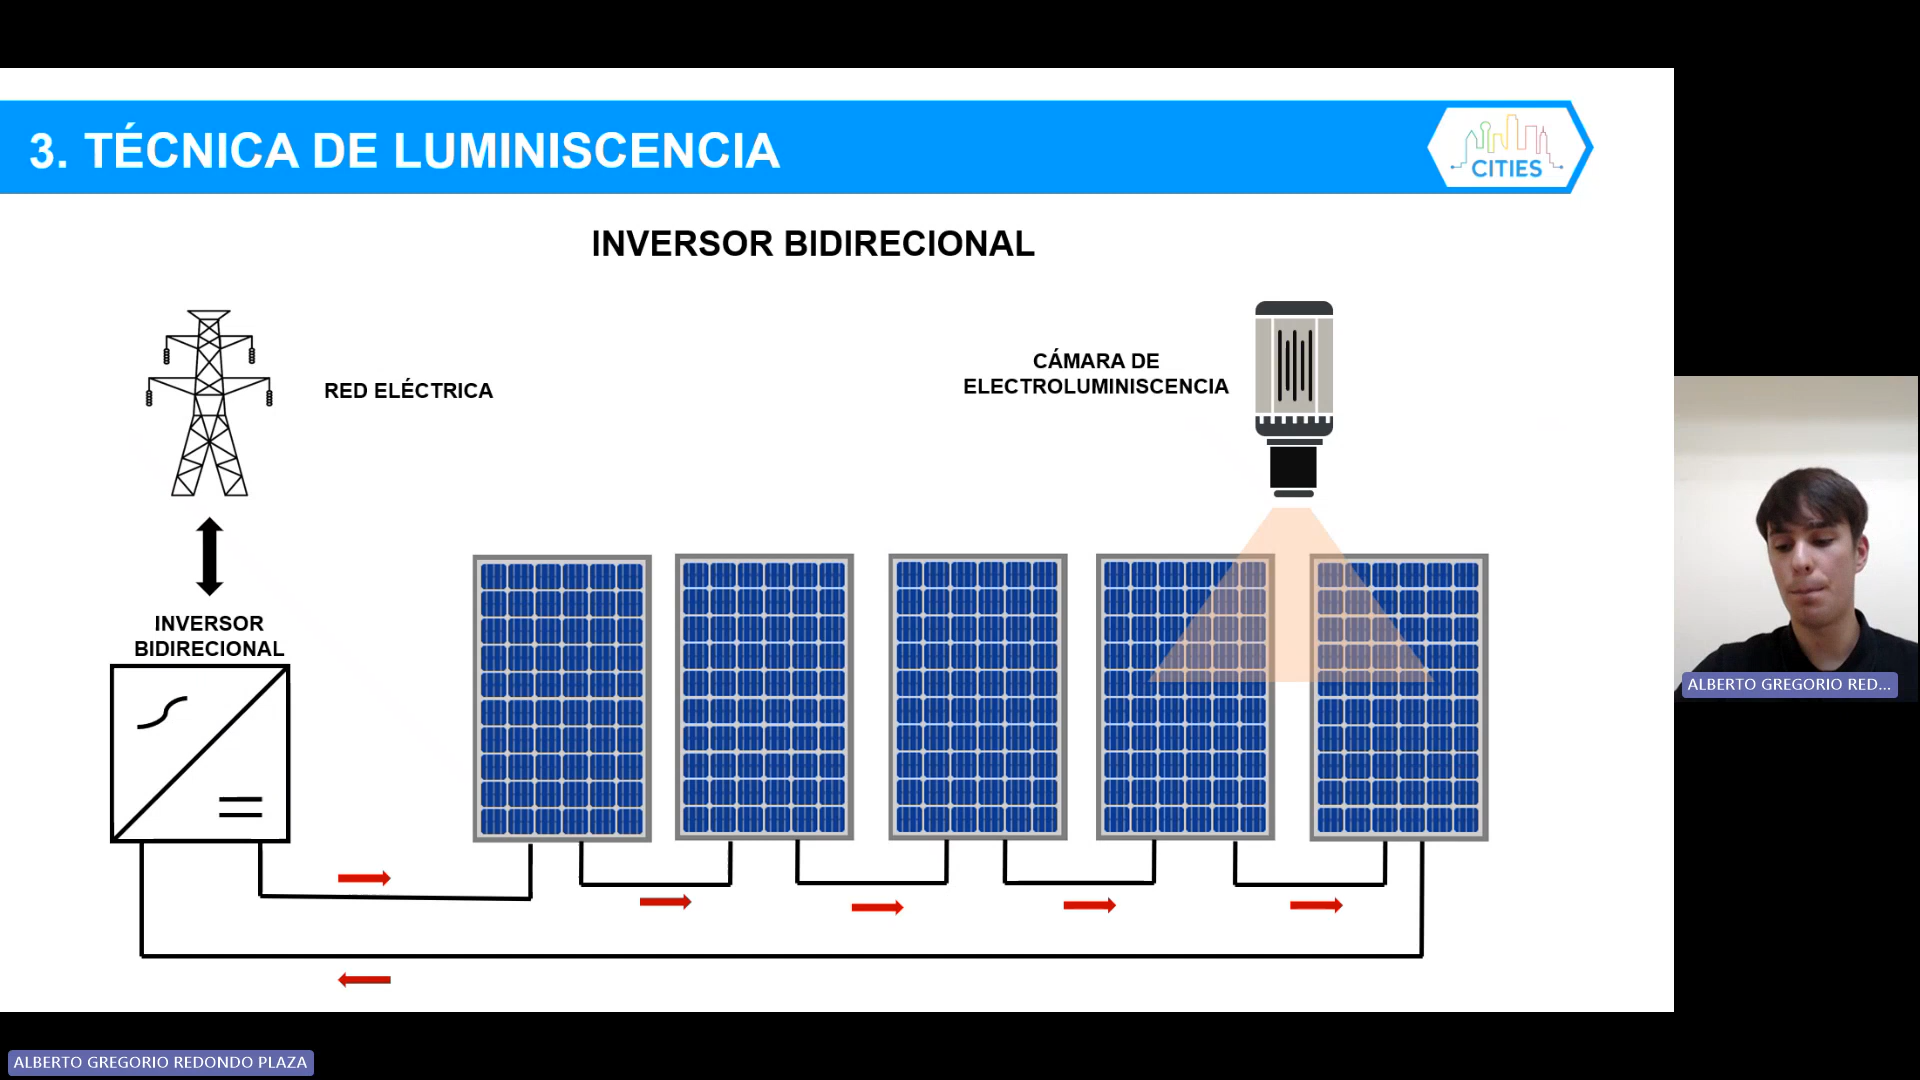 3. TÉCNICA DE LUMINISCENCIA
CITIES
INVERSOR BIDIRECIONAL
RED ELÉCTRICA
CÁMARA DE
ELECTROLUMINISCENCIA
INVERSOR
BIDIRECIONAL
ALBERTO GREGORIO RED...
ALBERTO GREGORIO REDONDO PLAZA